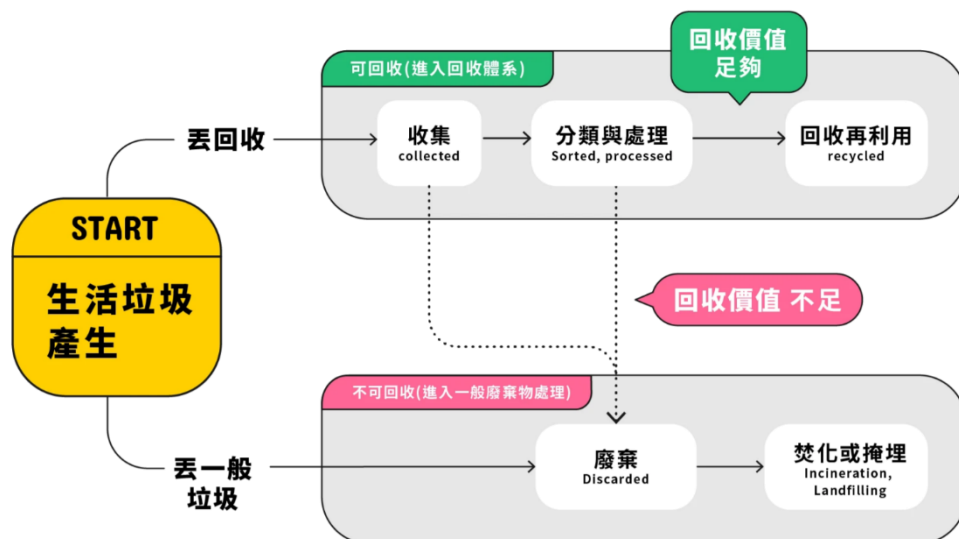 START
生活垃圾
產生
丟回收
可回收(進入回收體系)
收集
collected
分類與處理
Sorted, processed
回收價值
足夠
回收再利用
recycled
回收價值 不足
丟一般
垃圾
不可回收(進入一般廢棄物處理)
廢棄
Discarded
焚化或掩埋
Incineration,
Landfilling